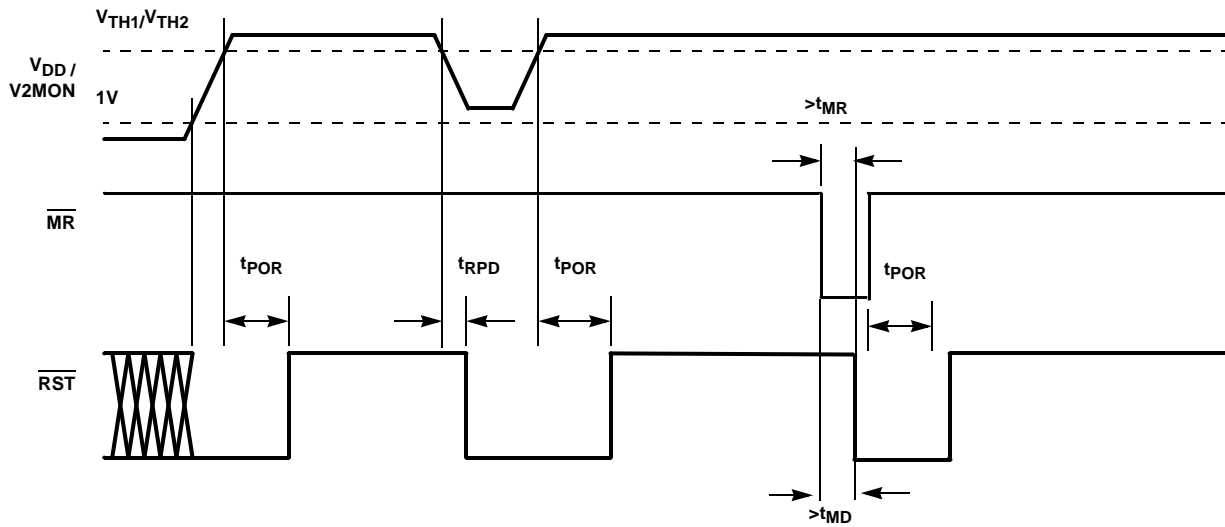 VTH1/VTH2
VDD /
V2MON
1V
>tMR
MR
tPOR
tRPD
tPOR
tPOR
RST
>tMD